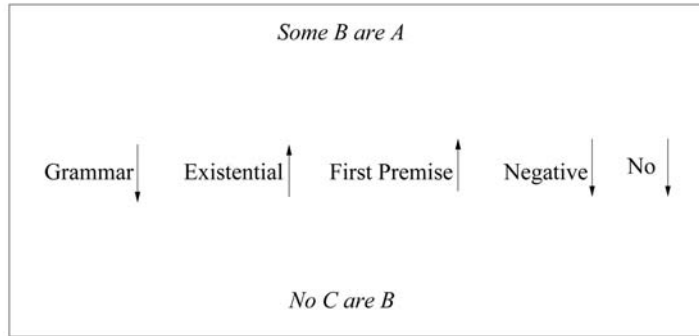 Some B are A
Grammar Existential First Premise Negative No
No C are B